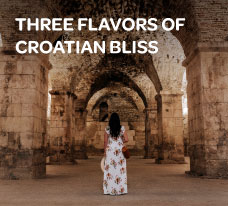 THREE FLAVORS OF
CROATIAN BLISS